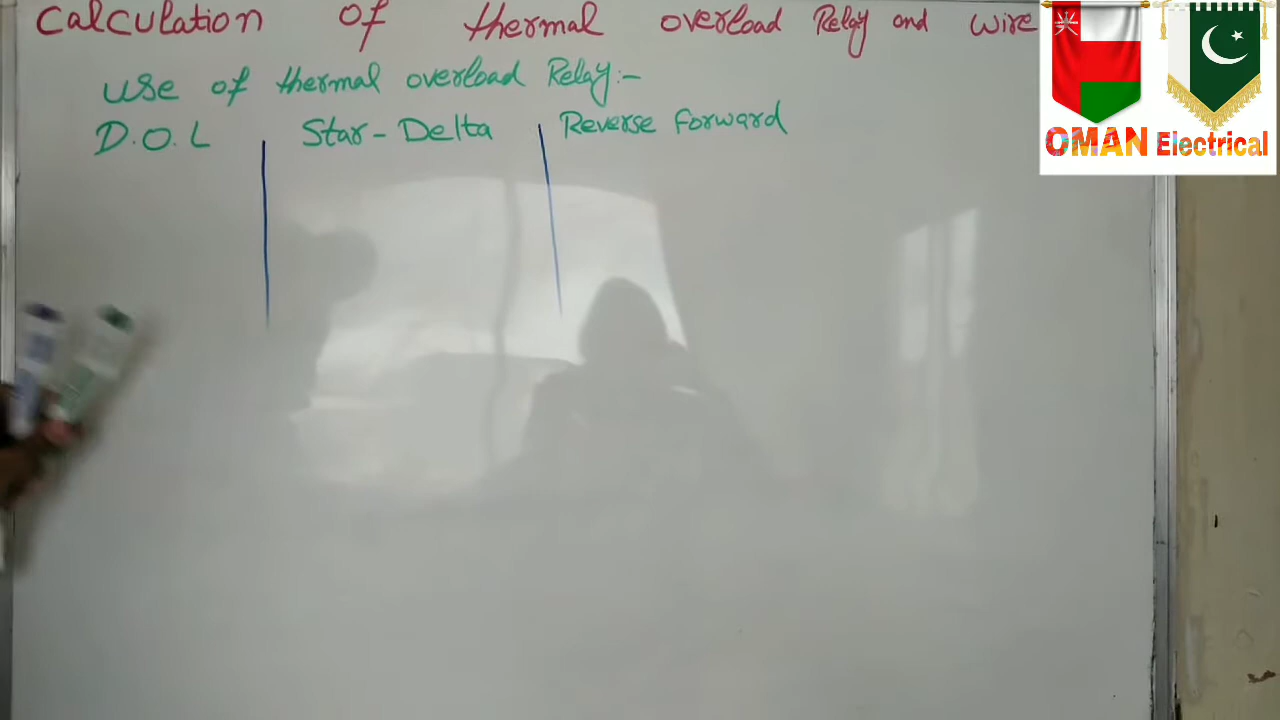 Calculation of thermal overload Relay and wire
use of thermal overload Relay:-
D.O.L Star-Delta Reverse Forward
OMAN Electrical